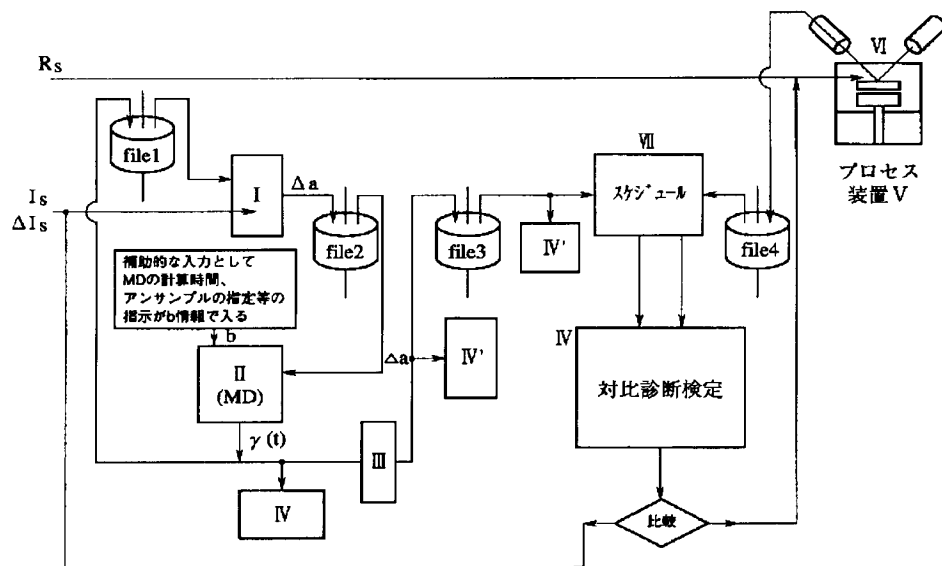 Rs
Ⅵ
プロセス
装置Ⅴ
file1
Is
ΔIs
Ⅰ
Δa
file2
file3
Ⅳ'
Ⅶ
スケジュール
file4
補助的な入力として
MDの計算時間、
アンサンブルの指定等の
指示がb情報で入る
b
Ⅱ
(MD)
Δa
Ⅳ'
Ⅳ
対比診断検定
γ(t)
Ⅲ
Ⅳ
比較